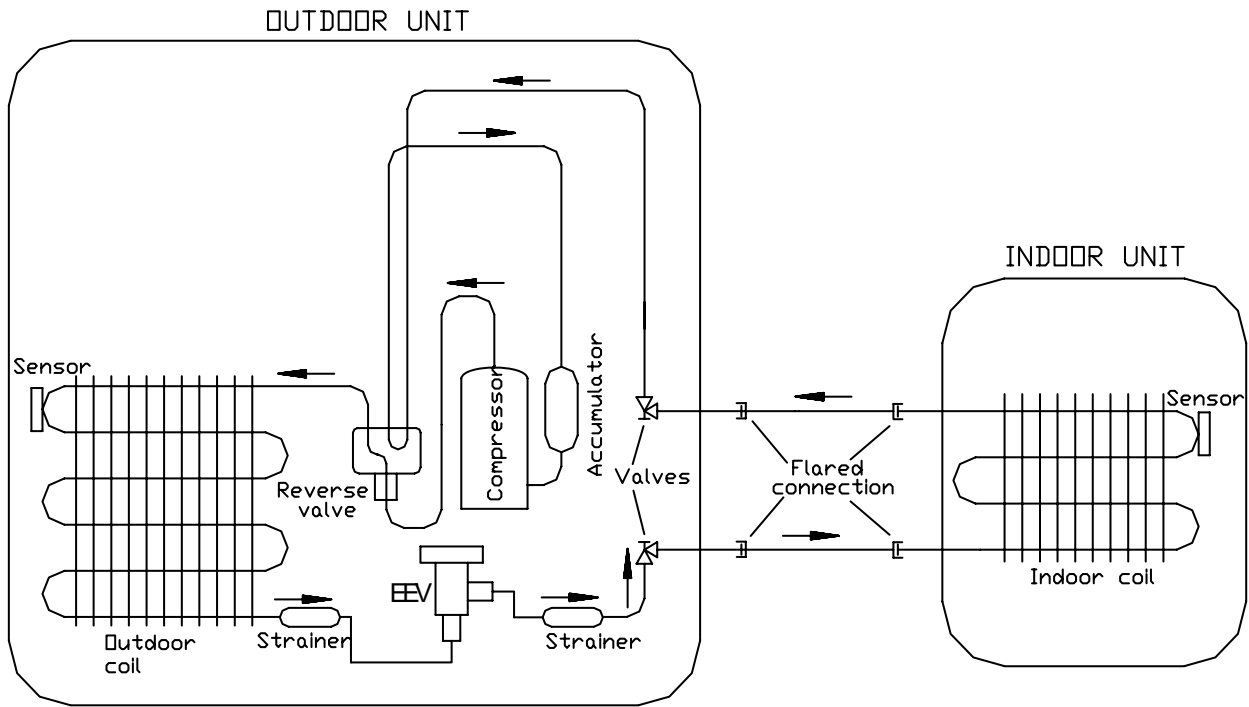 OUTDOOR UNIT
INDOOR UNIT
Sensor
Compressor
Accumulator
Sensor
Reverse
valve
Valves
Flared
connection
EEV
Indoor coil
Strainer
Strainer
Outdoor
coil